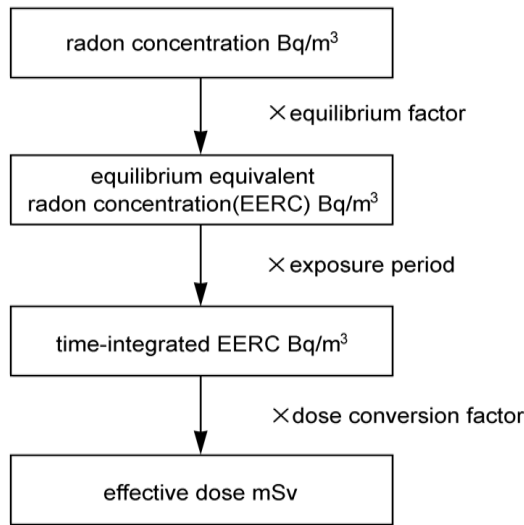 radon concentration Bq/m³
×equilibrium factor
equilibrium equivalent
radon concentration(EERC) Bq/m³
×exposure period
time-integrated EERC Bq/m³
×dose conversion factor
effective dose mSv